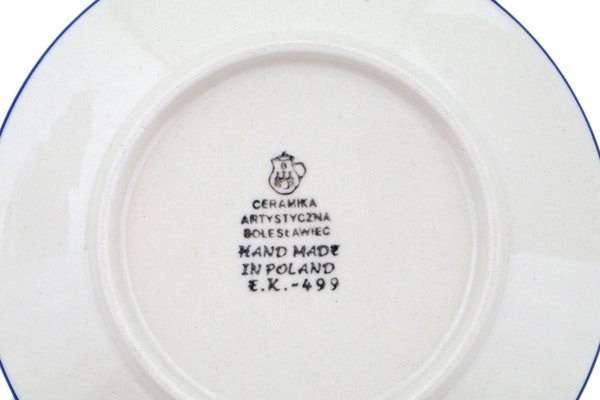 CERAMIKA
ARTYSTYCZNA
BOLESŁAWIEC
HAND MADE
IN POLAND
E.K.-499